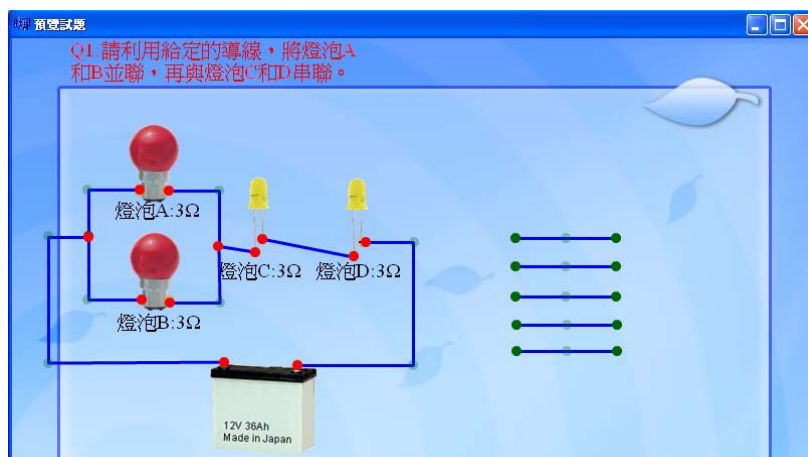 預覽試題
Q1 請利用給定的導線，將燈泡A
和B並聯，再與燈泡C和D串聯。
燈泡A:3Ω
燈泡C:3Ω
燈泡D:3Ω
燈泡B:3Ω
12V 36Ah
Made in Japan